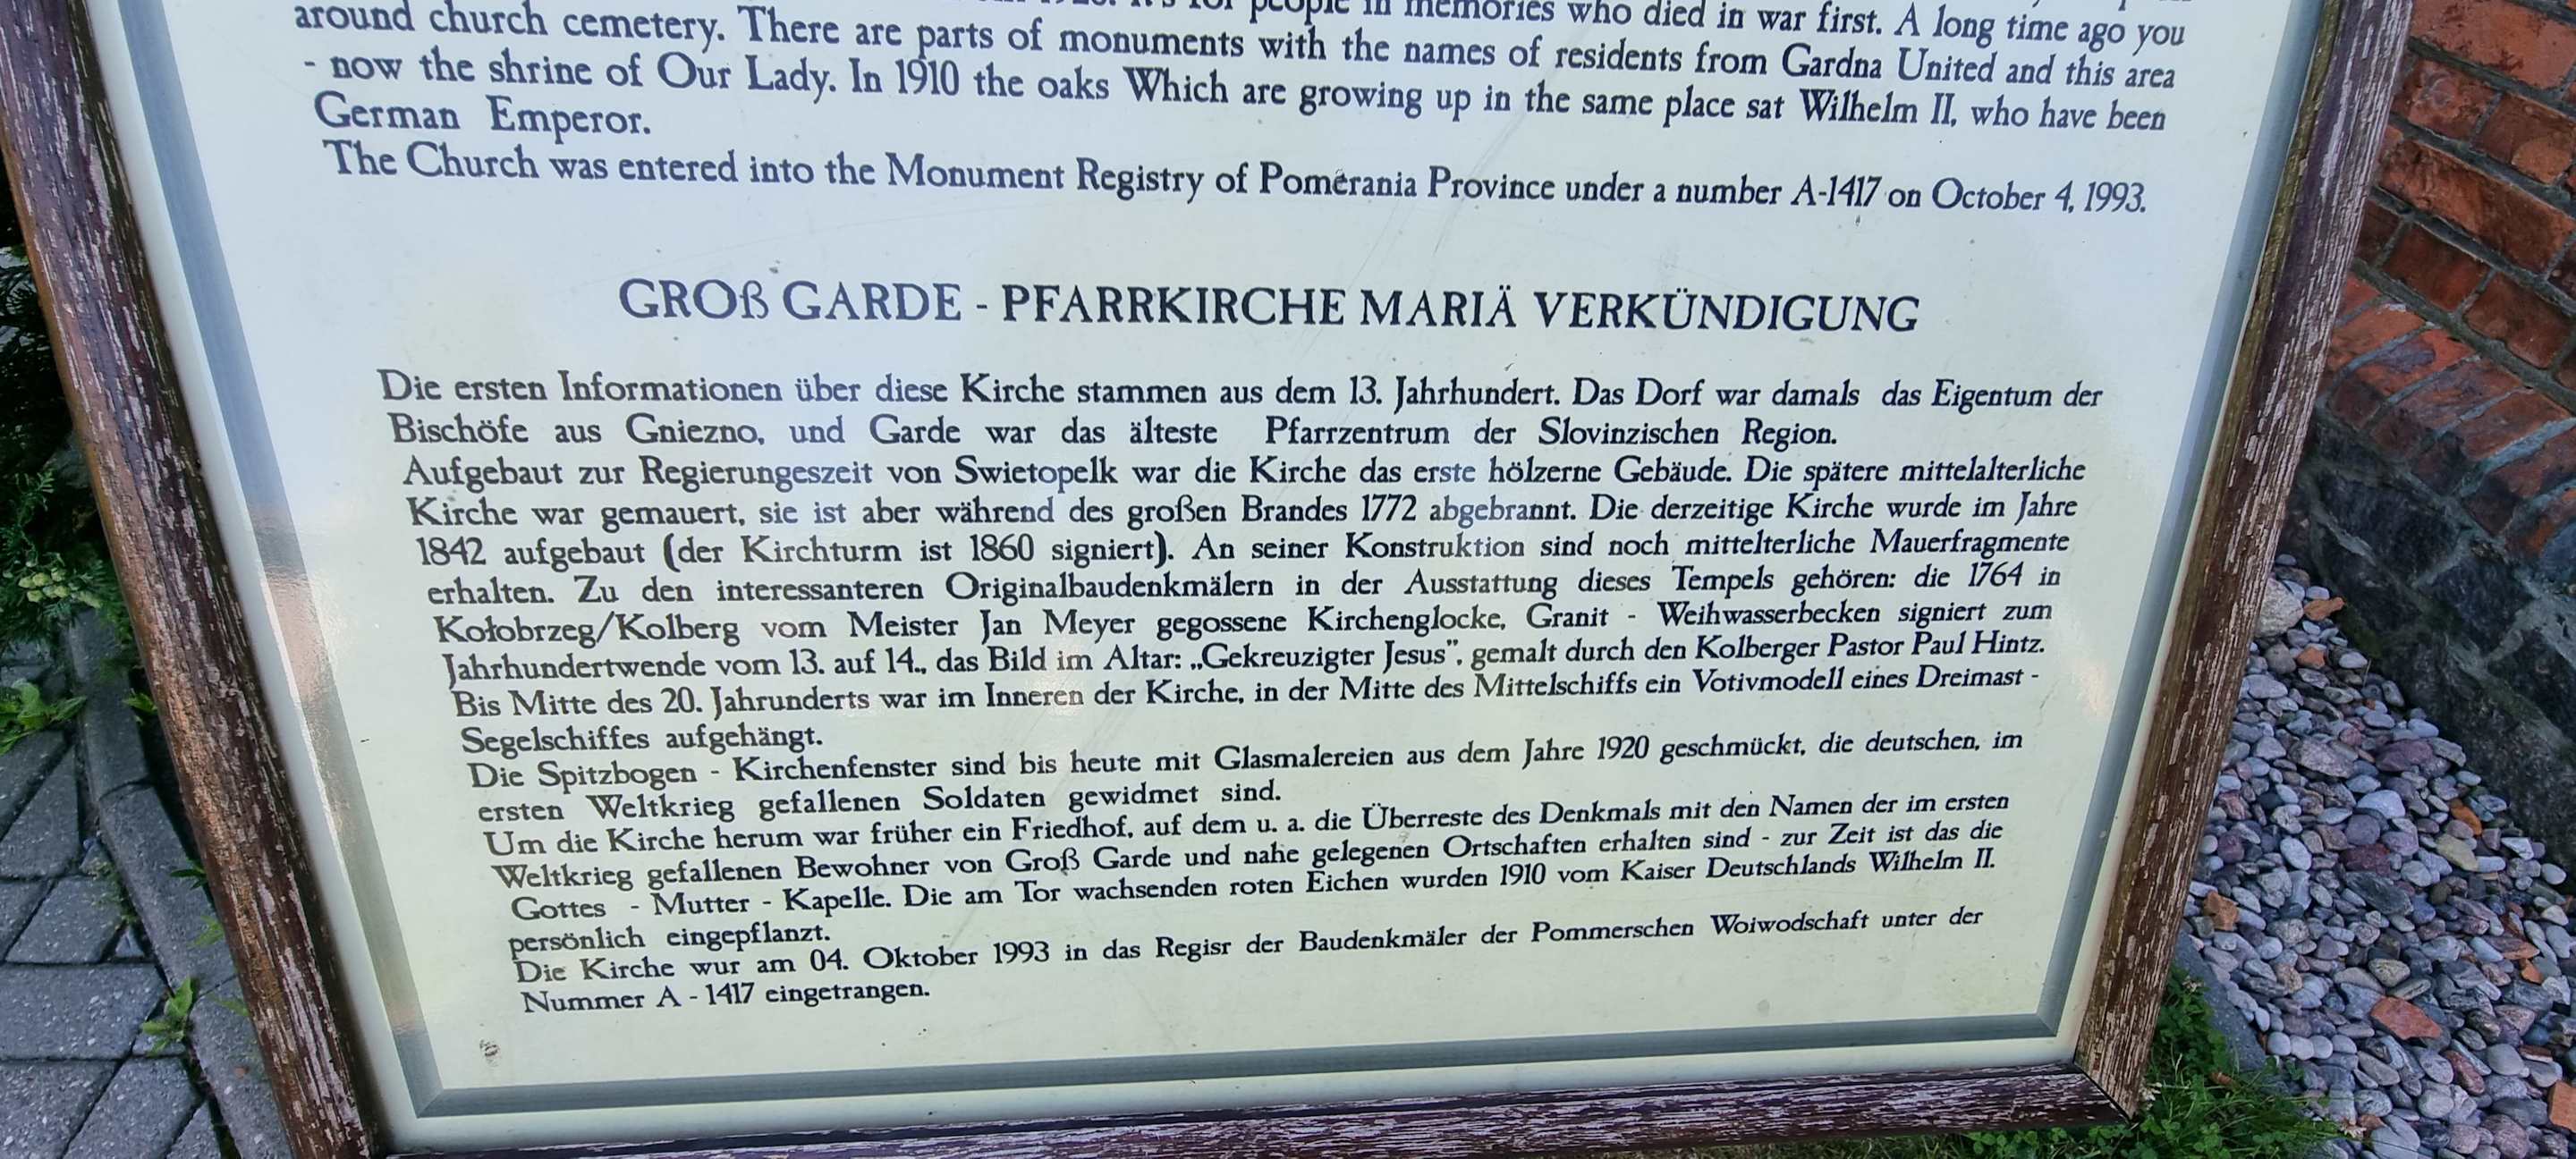 people in memories who died in war first. A long time ago you
around church cemetery. There are parts of monuments with the names of residents from Gardna United and this area
- now the shrine of Our Lady. In 1910 the oaks Which are growing up in the same place sat Wilhelm II, who have been
German Emperor.
The Church was entered into the Monument Registry of Pomerania Province under a number A-1417 on October 4, 1993.
GROß GARDE - PFARRKIRCHE MARIÄ VERKÜNDIGUNG
Die ersten Informationen über diese Kirche stammen aus dem 13. Jahrhundert. Das Dorf war damals das Eigentum der
Bischöfe aus Gniezno, und Garde war das älteste Pfarrzentrum der Slovinzischen Region.
Aufgebaut zur Regierungeszeit von Swietopelk war die Kirche das erste hölzerne Gebäude. Die spätere mittelalterliche
Kirche war gemauert, sie ist aber während des großen Brandes 1772 abgebrannt. Die derzeitige Kirche wurde im Jahre
1842 aufgebaut (der Kirchturm ist 1860 signiert). An seiner Konstruktion sind noch mittelterliche Mauerfragmente
erhalten. Zu den interessanteren Originalbaudenkmälern in der Ausstattung dieses Tempels gehören: die 1764 in
Kołobrzeg/Kolberg vom Meister Jan Meyer gegossene Kirchenglocke, Granit - Weihwasserbecken signiert zum
Jahrhundertwende vom 13. auf 14., das Bild im Altar: „Gekreuzigter Jesus”, gemalt durch den Kolberger Pastor Paul Hintz.
Bis Mitte des 20. Jahrunderts war im Inneren der Kirche, in der Mitte des Mittelschiffs ein Votivmodell eines Dreimast -
Segelschiffes aufgehängt.
Die Spitzbogen - Kirchenfenster sind bis heute mit Glasmalereien aus dem Jahre 1920 geschmückt, die deutschen, im
ersten Weltkrieg gefallenen Soldaten gewidmet sind.
Um die Kirche herum war früher ein Friedhof, auf dem u. a. die Überreste des Denkmals mit den Namen der im ersten
Weltkrieg gefallenen Bewohner von Groß Garde und nahe gelegenen Ortschaften erhalten sind - zur Zeit ist das die
Gottes - Mutter - Kapelle. Die am Tor wachsenden roten Eichen wurden 1910 vom Kaiser Deutschlands Wilhelm II.
persönlich eingepflanzt.
Die Kirche wur am 04. Oktober 1993 in das Regisr der Baudenkmäler der Pommerschen Woiwodschaft unter der
Nummer A - 1417 eingetrangen.